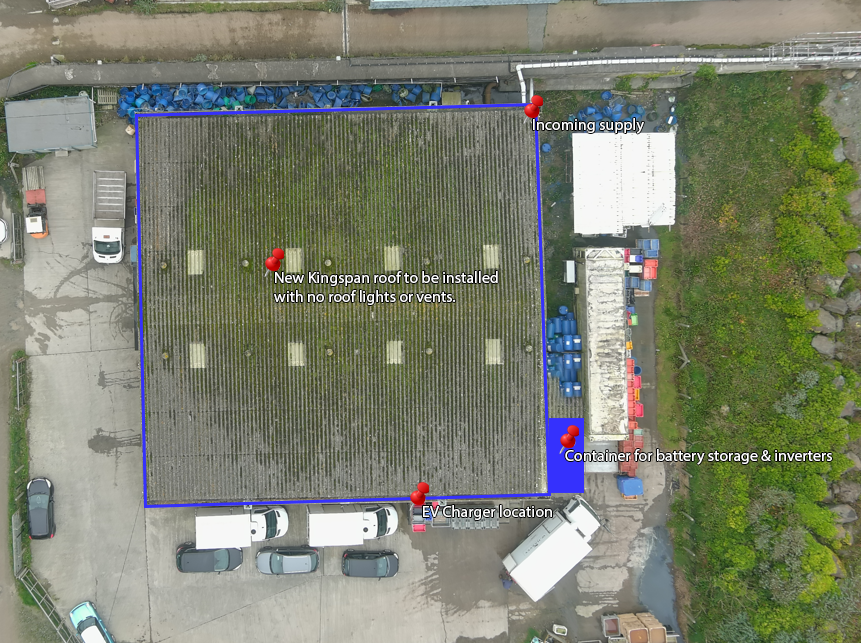 Incoming supply
New Kingspan roof to be installed
with no roof lights or vents.
Container for battery storage & inverters
EV Charger location